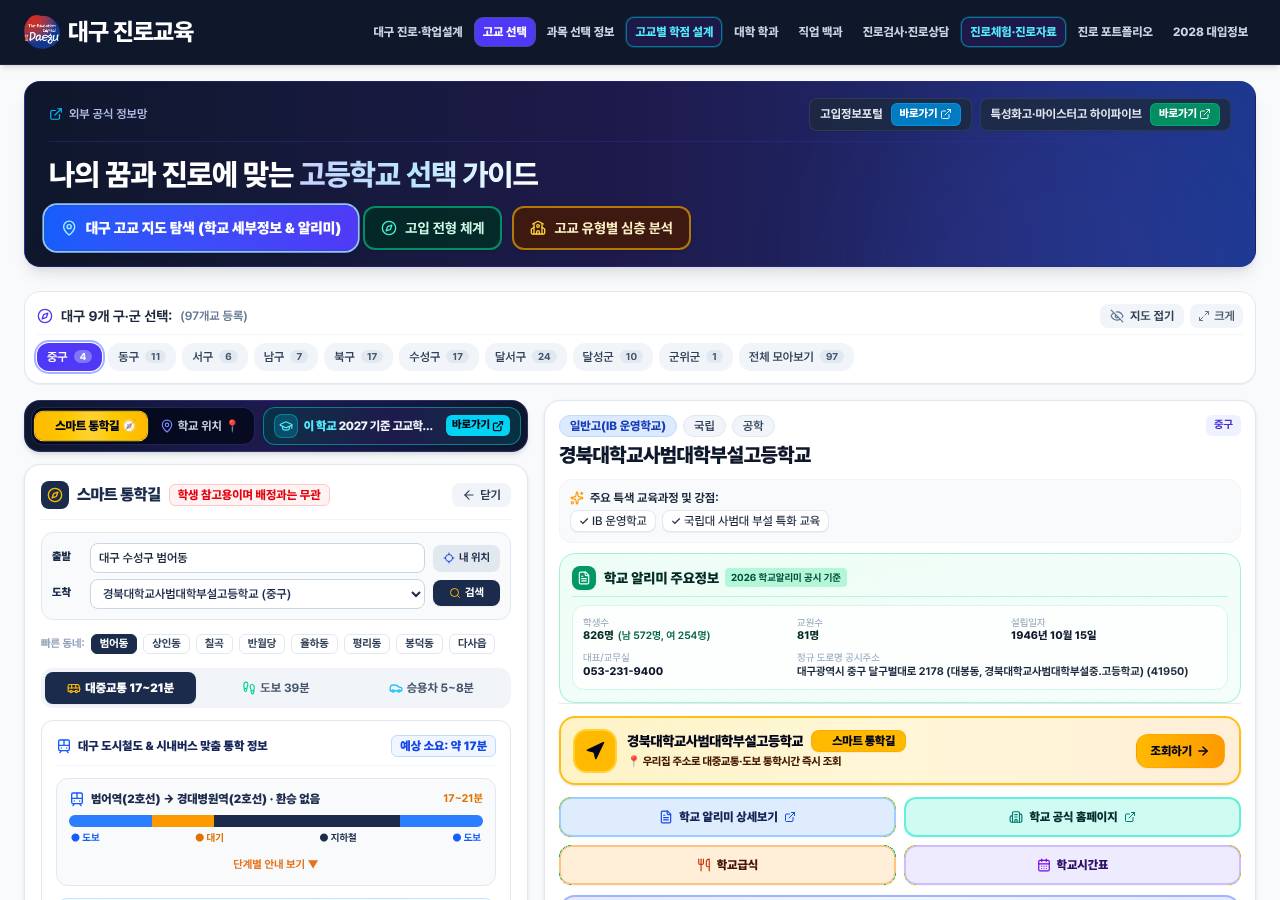 대구 진로교육
대구 진로·학업설계 고교 선택 과목 선택 정보 고교별 학점 설계 대학 학과 직업 백과 진로검사·진로상담 진로체험·진로자료 진로 포트폴리오 2028 대입정보
외부 공식 정보망
고입정보포털 바로가기 특성화고·마이스터고 하이파이브 바로가기
나의 꿈과 진로에 맞는 고등학교 선택 가이드
대구 고교 지도 탐색 (학교 세부정보 & 알리미) 고입 전형 체계 고교 유형별 심층 분석
대구 9개 구·군 선택: (97개교 등록) 지도 접기 크게
중구 4 동구 11 서구 6 남구 7 북구 17 수성구 17 달서구 24 달성군 10 군위군 1 전체 모아보기 97
스마트 통학길 학교 위치 이 학교 2027 기준 고교학... 바로가기
스마트 통학길 학생 참고용이며 배정과는 무관 닫기
출발 대구 수성구 범어동 내 위치
도착 경북대학교사범대학부설고등학교 (중구) 검색
빠른 동네: 범어동 상인동 칠곡 반월당 율하동 평리동 봉덕동 다사읍
대중교통 17~21분 도보 39분 승용차 5~8분
대구 도시철도 & 시내버스 맞춤 통학 정보 예상 소요: 약 17분
범어역(2호선) → 경대병원역(2호선) · 환승 없음 17~21분
도보 대기 지하철 도보
단계별 안내 보기 ▼
일반고(IB 운영학교) 국립 공학 중구
경북대학교사범대학부설고등학교
주요 특색 교육과정 및 강점:
✓ IB 운영학교 ✓ 국립대 사범대 부설 특화 교육
학교 알리미 주요정보 2026 학교알리미 공시 기준
학생수 교원수 설립일자
826명 (남 572명, 여 254명) 81명 1946년 10월 15일
대표/교무실 정규 도로명 공시주소
053-231-9400 대구광역시 중구 달구벌대로 2178 (대봉동, 경북대학교사범대학부설중.고등학교) (41950)
경북대학교사범대학부설고등학교 스마트 통학길
우리집 주소로 대중교통·도보 통학시간 즉시 조회
조회하기 →
학교 알리미 상세보기 학교 공식 홈페이지
학교급식 학교시간표